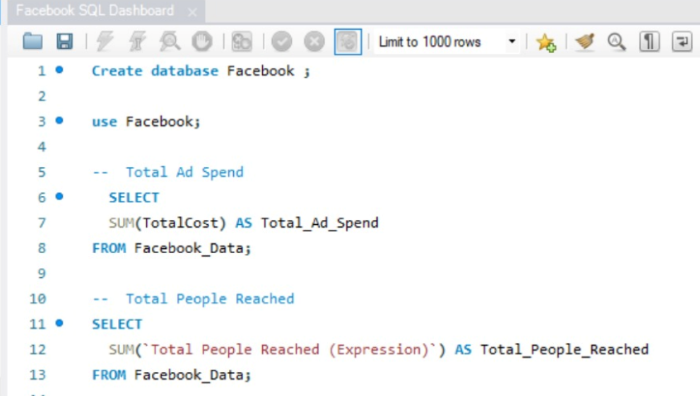 Facebook SQL Dashboard ×
Limit to 1000 rows
1 Create database Facebook ;
2
3 use Facebook;
4
5 -- Total Ad Spend
6 SELECT
7 SUM(TotalCost) AS Total_Ad_Spend
8 FROM Facebook_Data;
9
10 -- Total People Reached
11 SELECT
12 SUM(`Total People Reached (Expression)`) AS Total_People_Reached
13 FROM Facebook_Data;